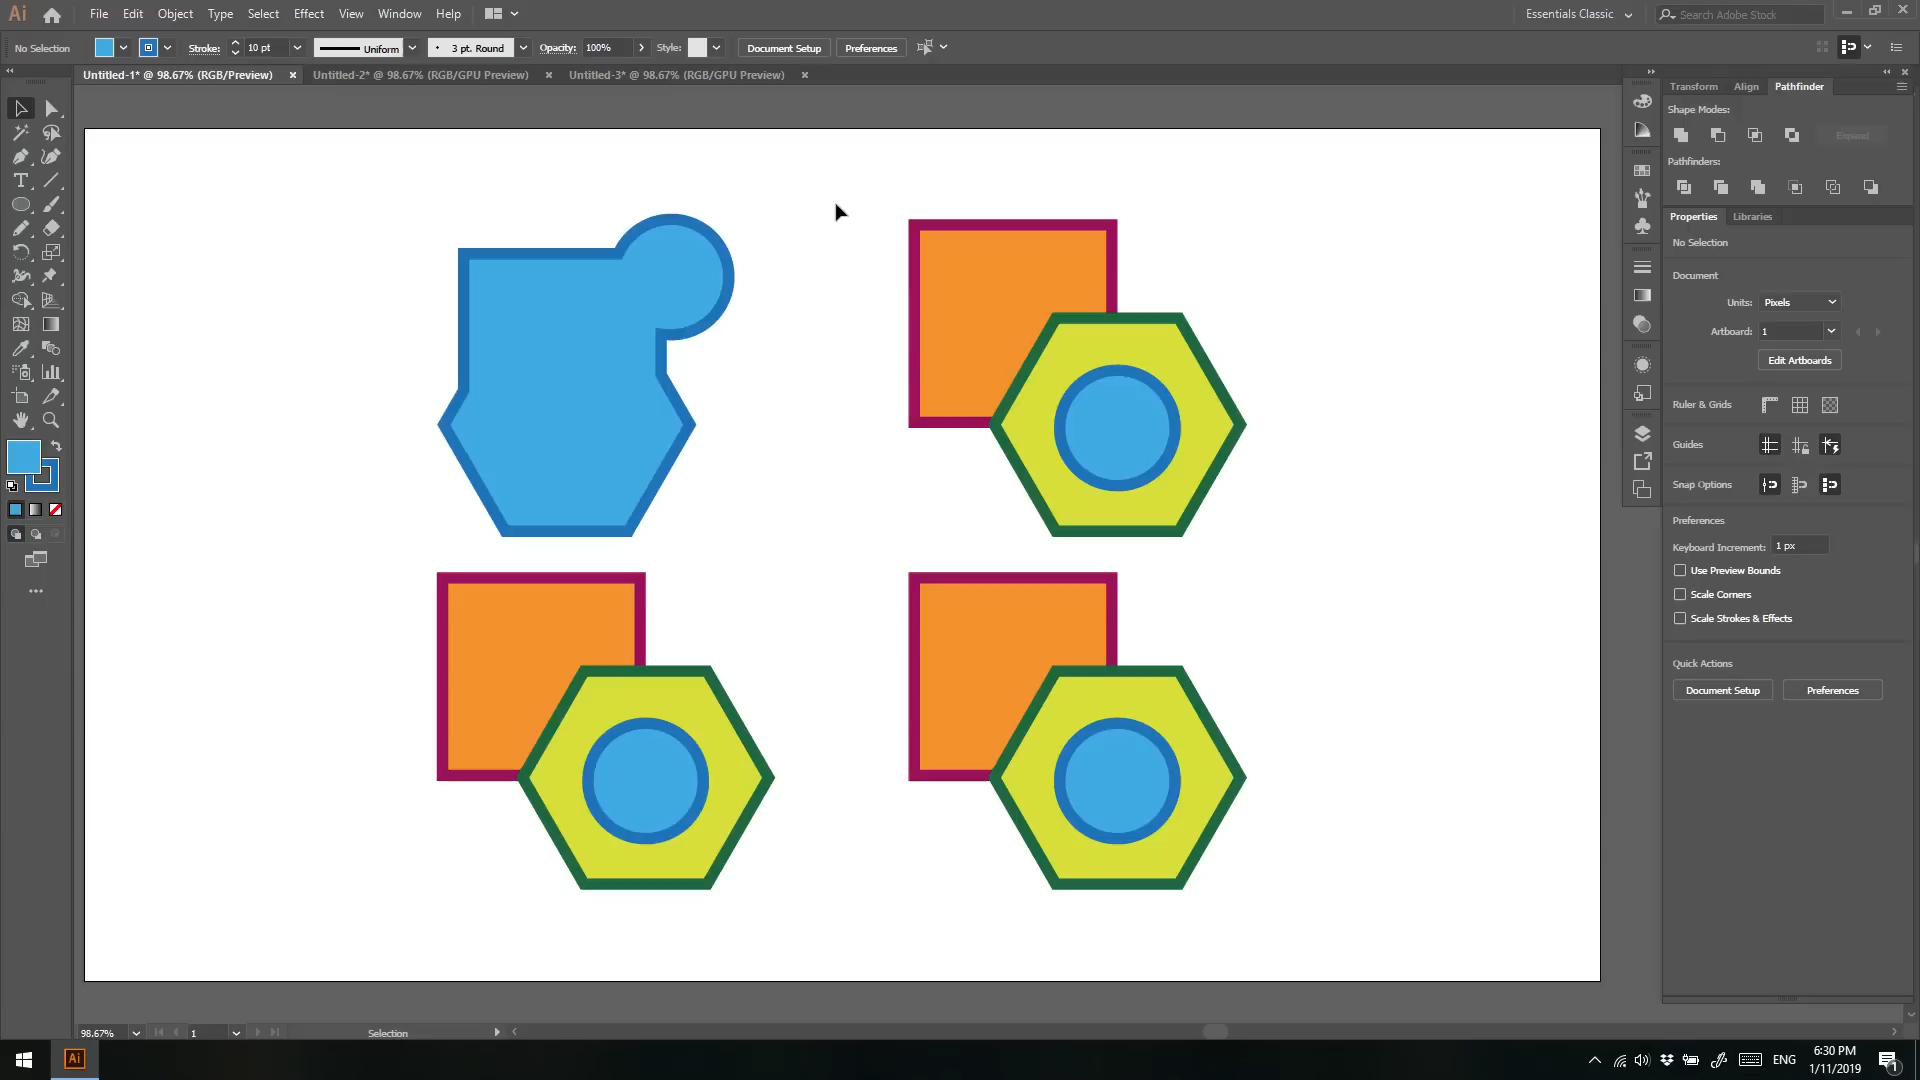 Ai File Edit Object Type Select Effect View Window Help Essentials Classic Search Adobe Stock
No Selection Stroke: 10 pt Uniform 3 pt. Round Opacity: 100% Style: Document Setup Preferences
Untitled-1* @ 98.67% (RGB/Preview) × Untitled-2* @ 98.67% (RGB/GPU Preview) × Untitled-3* @ 98.67% (RGB/GPU Preview) ×
Transform Align Pathfinder
Shape Modes:
Expand
Pathfinders:
Properties Libraries
No Selection
Document
Units: Pixels
Artboard: 1
Edit Artboards
Ruler & Grids
Guides
Snap Options
Preferences
Keyboard Increment: 1 px
Use Preview Bounds
Scale Corners
Scale Strokes & Effects
Quick Actions
Document Setup Preferences
98.67% 1 Selection
Ai ENG 6:30 PM
1/11/2019 1